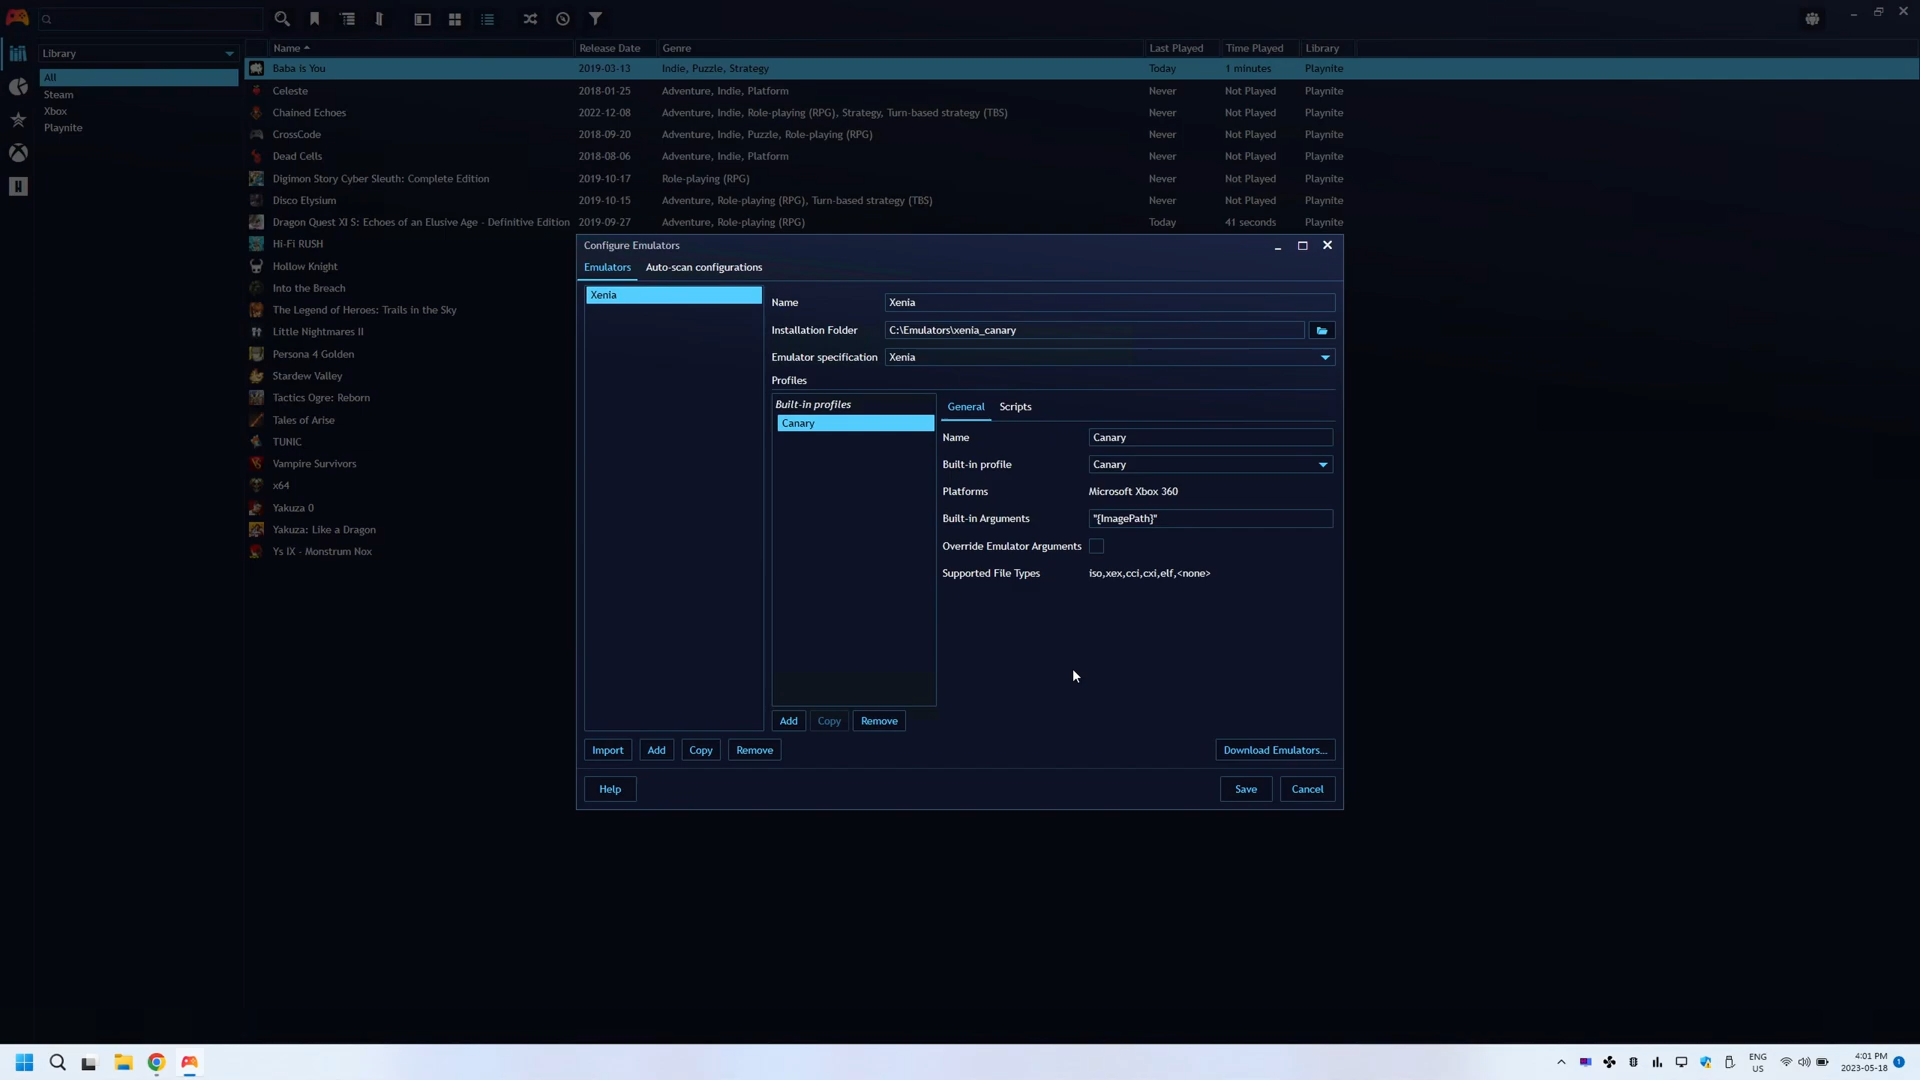 Library
All
Steam
Xbox
Playnite
Name Release Date Genre Last Played Time Played Library
Baba is You 2019-03-13 Indie, Puzzle, Strategy Today 1 minutes Playnite
Celeste 2018-01-25 Adventure, Indie, Platform Never Not Played Playnite
Chained Echoes 2022-12-08 Adventure, Indie, Role-playing (RPG), Strategy, Turn-based strategy (TBS) Never Not Played Playnite
CrossCode 2018-09-20 Adventure, Indie, Puzzle, Role-playing (RPG) Never Not Played Playnite
Dead Cells 2018-08-06 Adventure, Indie, Platform Never Not Played Playnite
Digimon Story Cyber Sleuth: Complete Edition 2019-10-17 Role-playing (RPG) Never Not Played Playnite
Disco Elysium 2019-10-15 Adventure, Role-playing (RPG), Turn-based strategy (TBS) Never Not Played Playnite
Dragon Quest XI S: Echoes of an Elusive Age - Definitive Edition 2019-09-27 Adventure, Role-playing (RPG) Today 41 seconds Playnite
Hi-Fi RUSH
Hollow Knight
Into the Breach
The Legend of Heroes: Trails in the Sky
Little Nightmares II
Persona 4 Golden
Stardew Valley
Tactics Ogre: Reborn
Tales of Arise
TUNIC
Vampire Survivors
x64
Yakuza 0
Yakuza: Like a Dragon
Ys IX - Monstrum Nox
Configure Emulators
Emulators Auto-scan configurations
Xenia
Name Xenia
Installation Folder C:\Emulators\xenia_canary
Emulator specification Xenia
Profiles
Built-in profiles
Canary
General Scripts
Name Canary
Built-in profile Canary
Platforms Microsoft Xbox 360
Built-in Arguments "{ImagePath}"
Override Emulator Arguments
Supported File Types iso,xex,cci,cxi,elf,<none>
Add Copy Remove
Import Add Copy Remove Download Emulators...
Help Save Cancel
ENG
US
4:01 PM
2023-05-18
1